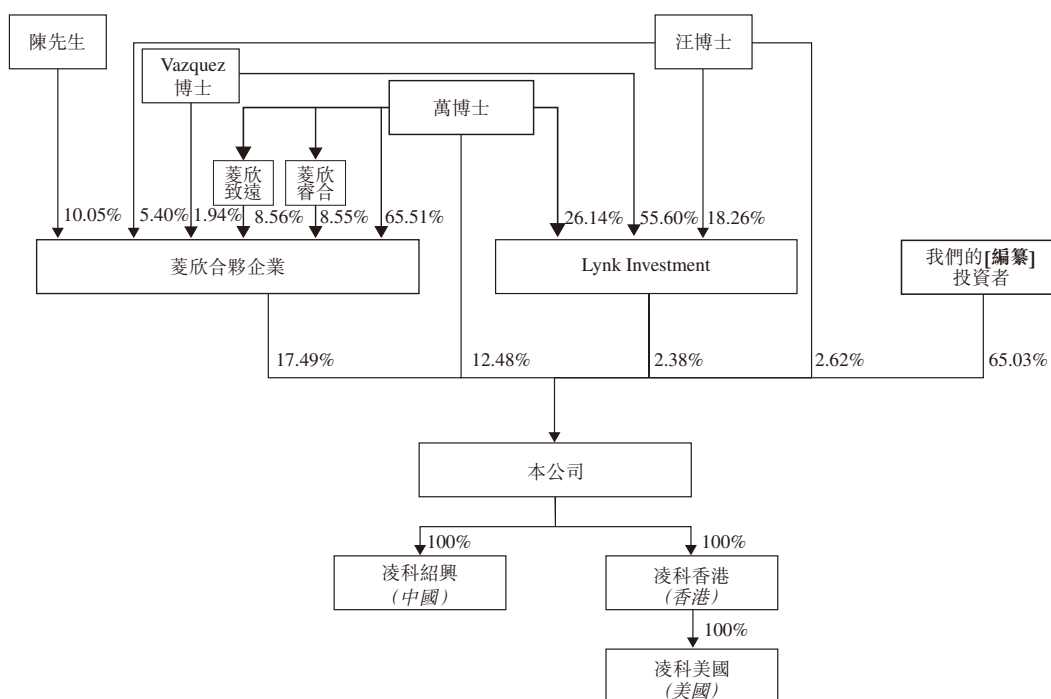 陳先生
汪博士
Vazquez
博士
萬博士
菱欣
致遠
菱欣
睿合
10.05%
5.40%
1.94%
8.56%
8.55%
65.51%
26.14%
55.60%
18.26%
菱欣合夥企業
Lynk Investment
我們的[編纂]
投資者
17.49%
12.48%
2.38%
2.62%
65.03%
本公司
100%
100%
凌科紹興
（中國）
凌科香港
（香港）
100%
凌科美國
（美國）